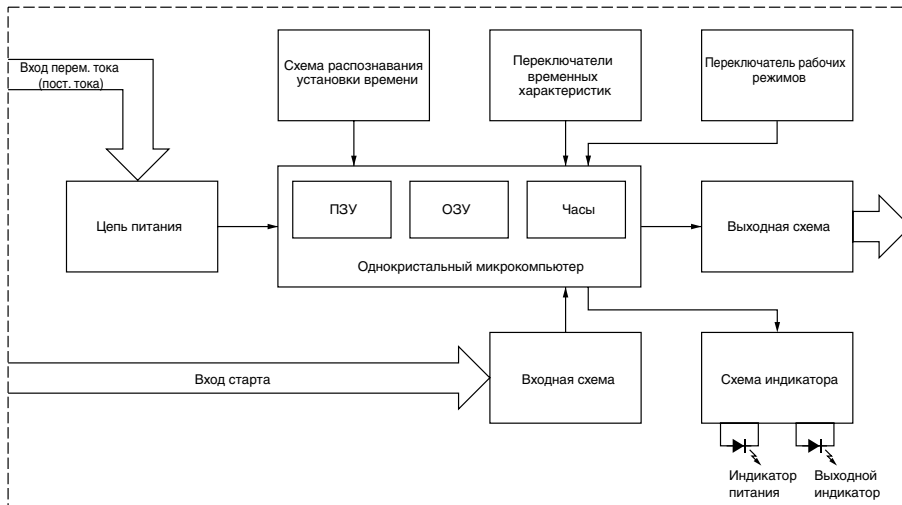 Вход перем. тока
(пост. тока)
Схема распознавания
установки времени
Переключатели
временных
характеристик
Переключатель рабочих
режимов
Цепь питания
ПЗУ
ОЗУ
Часы
Однокристальный микрокомпьютер
Выходная схема
Вход старта
Входная схема
Схема индикатора
Индикатор
питания
Выходной
индикатор